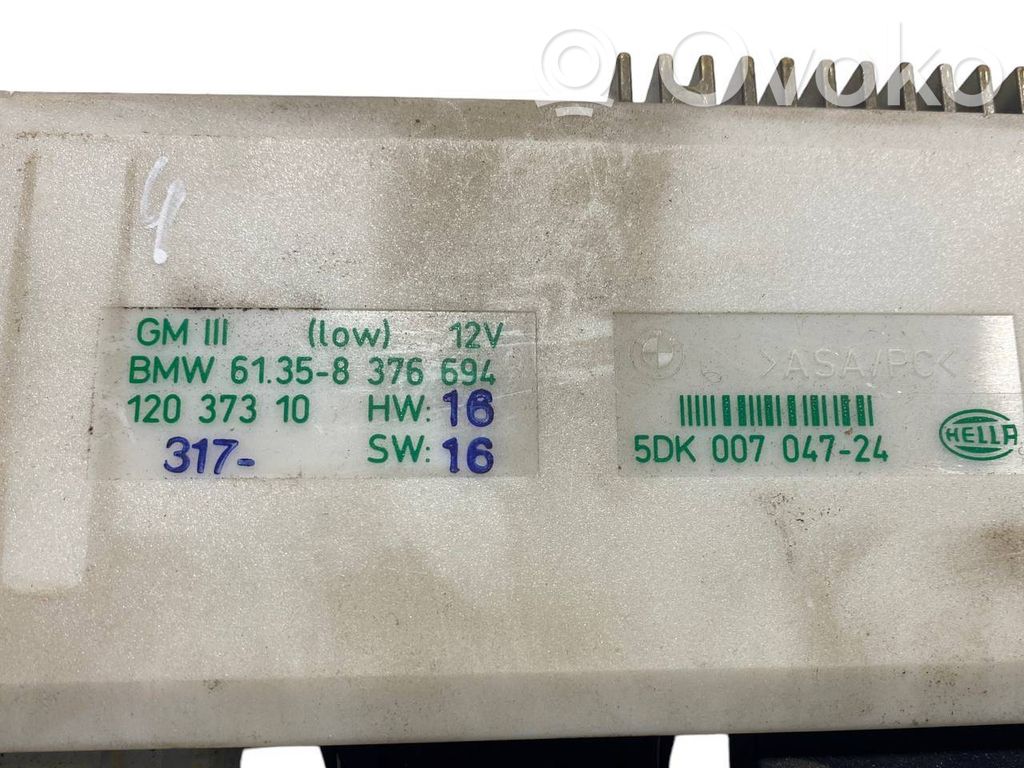 Ovoko
GM III (low) 12V
BMW 61.35-8 376 694
120 373 10 HW: 16
317- SW: 16
>ASA/PC<
5DK 007 047-24
HELLA